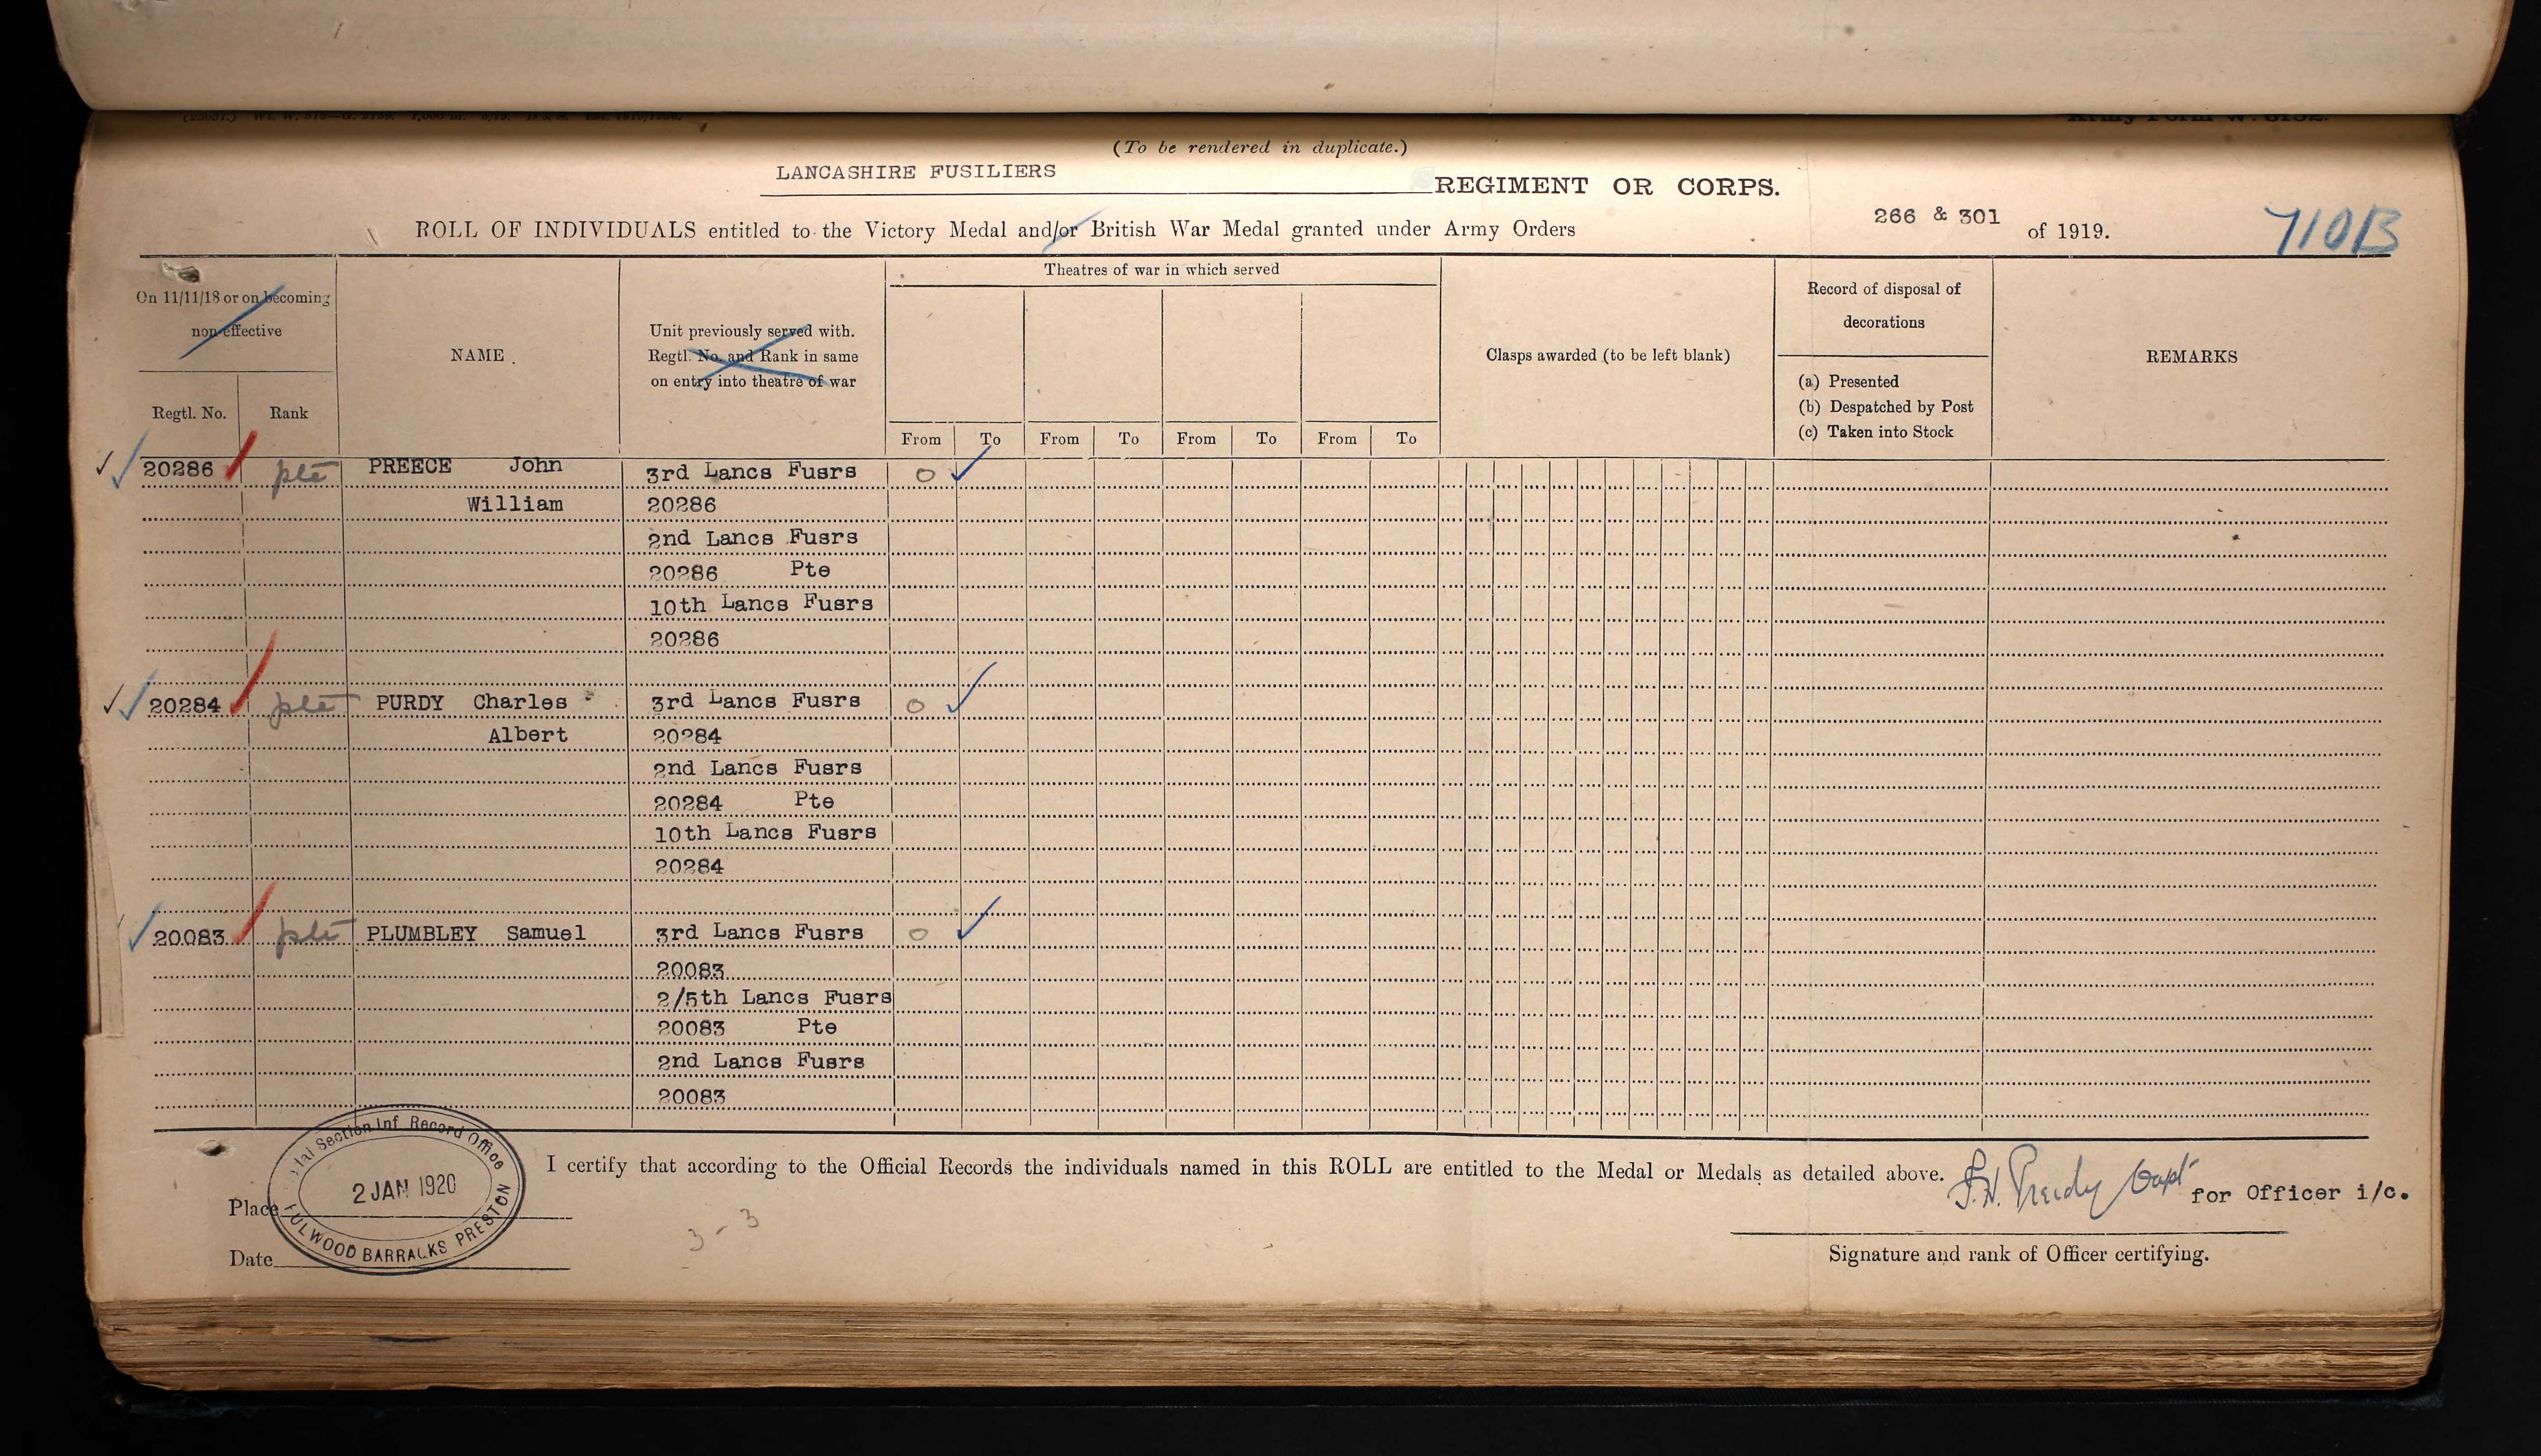 (To be rendered in duplicate.)
LANCASHIRE FUSILIERS REGIMENT OR CORPS.
ROLL OF INDIVIDUALS entitled to the Victory Medal and/or British War Medal granted under Army Orders 266 & 301 of 1919. 710B
On 11/11/18 or on becoming
non-effective
Regtl. No. Rank
NAME.
Unit previously served with.
Regtl. No. and Rank in same
on entry into theatre of war
Theatres of war in which served
From To From To From To From To
Clasps awarded (to be left blank)
Record of disposal of
decorations
(a) Presented
(b) Despatched by Post
(c) Taken into Stock
REMARKS
20286 pte PREECE John 3rd Lancs Fusrs O
William 20286
2nd Lancs Fusrs
20286 Pte
10th Lancs Fusrs
20286
20284 pte PURDY Charles 3rd Lancs Fusrs O
Albert 20284
2nd Lancs Fusrs
20284 Pte
10th Lancs Fusrs
20284
20083 pte PLUMBLEY Samuel 3rd Lancs Fusrs O
20083
2/5th Lancs Fusrs
20083 Pte
2nd Lancs Fusrs
20083
I certify that according to the Official Records the individuals named in this ROLL are entitled to the Medal or Medals as detailed above.
Capt for Officer i/c.
Signature and rank of Officer certifying.
Section Inf Record Office
2 JAN 1920
FULWOOD BARRACKS PRESTON
Place
Date
3-3